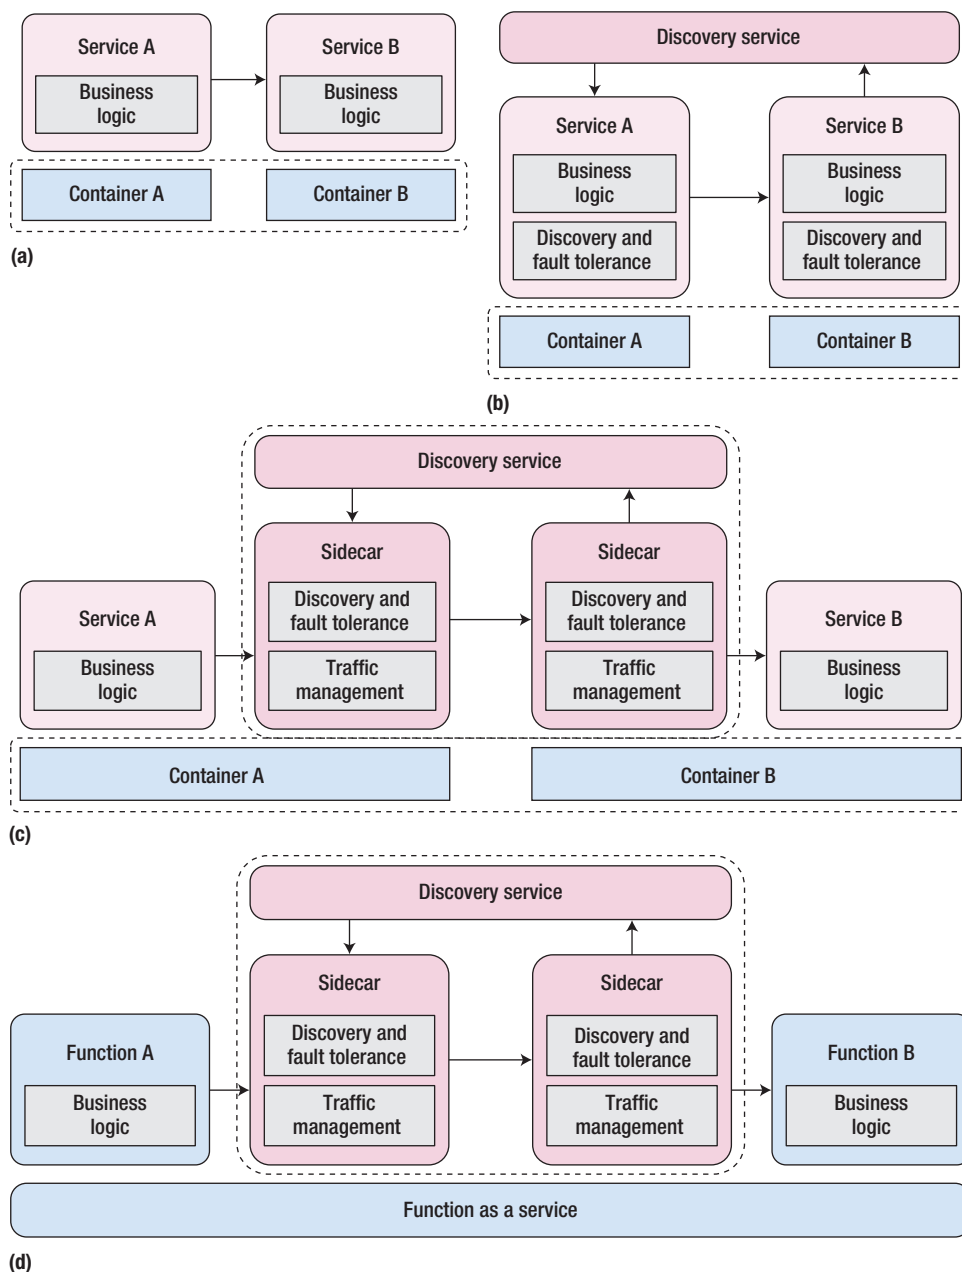 Service A
Business
logic
Service B
Business
logic
Container A
Container B
(a)
Discovery service
Service A
Business
logic
Discovery and
fault tolerance
Service B
Business
logic
Discovery and
fault tolerance
Container A
Container B
(b)
Discovery service
Service A
Business
logic
Sidecar
Discovery and
fault tolerance
Traffic
management
Sidecar
Discovery and
fault tolerance
Traffic
management
Service B
Business
logic
Container A
Container B
(c)
Discovery service
Function A
Business
logic
Sidecar
Discovery and
fault tolerance
Traffic
management
Sidecar
Discovery and
fault tolerance
Traffic
management
Function B
Business
logic
Function as a service
(d)